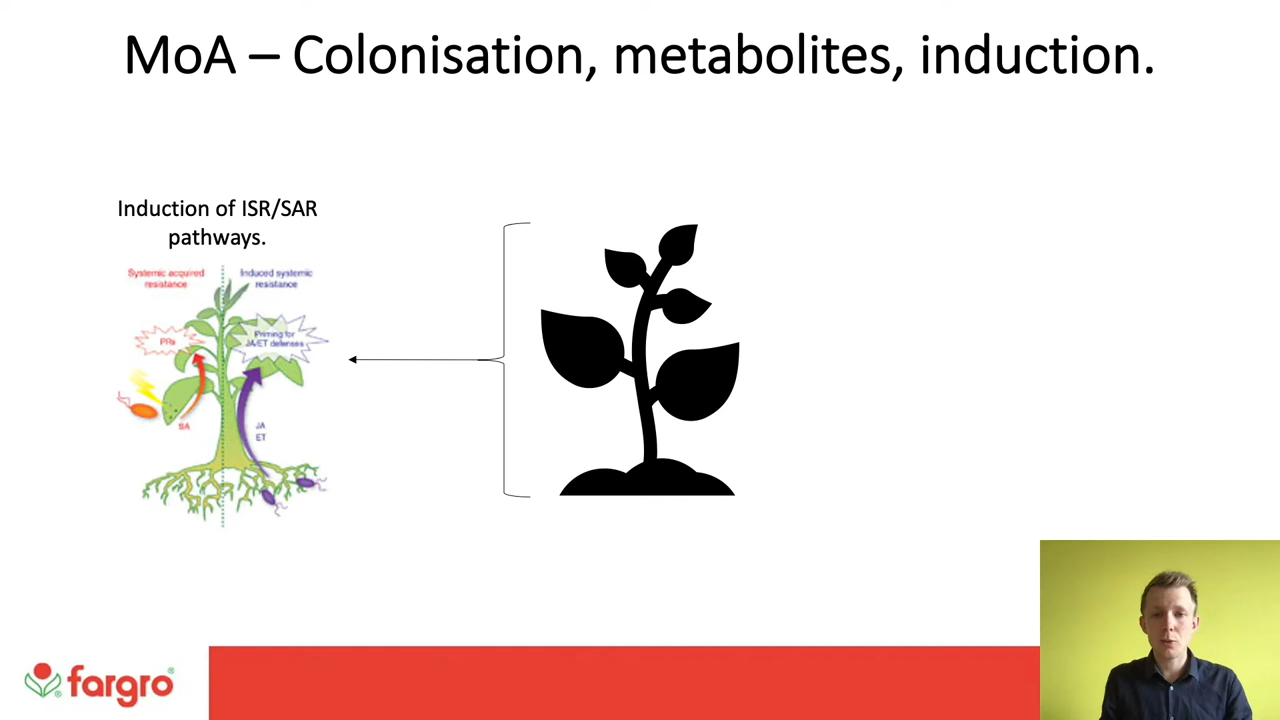 MoA – Colonisation, metabolites, induction.
Induction of ISR/SAR
pathways.
Systemic acquired
resistance
Induced systemic
resistance
PRs
Priming for
JA/ET defenses
SA
JA
ET
fargro